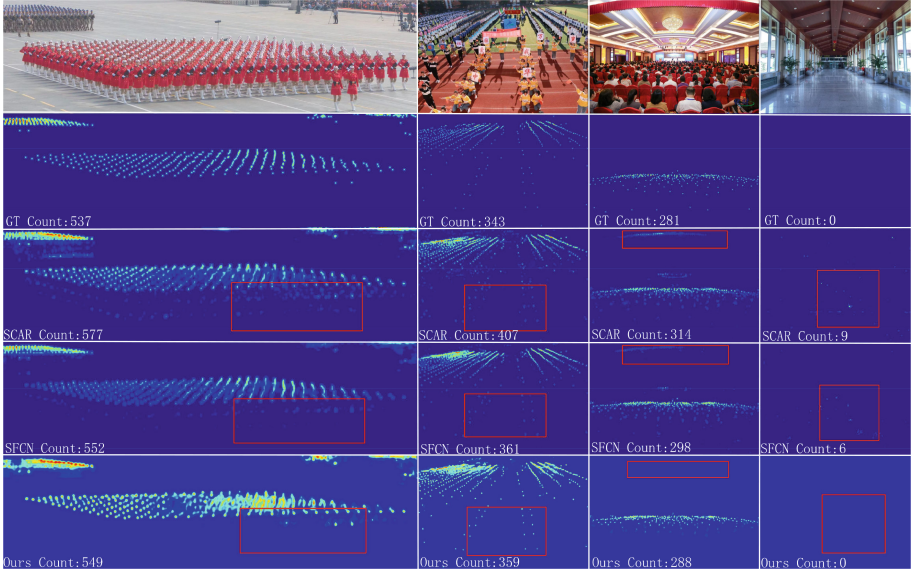 GT Count:537
GT Count:343
GT Count:281
GT Count:0
SCAR Count:577
SCAR Count:407
SCAR Count:314
SCAR Count:9
SFCN Count:552
SFCN Count:361
SFCN Count:298
SFCN Count:6
Ours Count:549
Ours Count:359
Ours Count:288
Ours Count:0